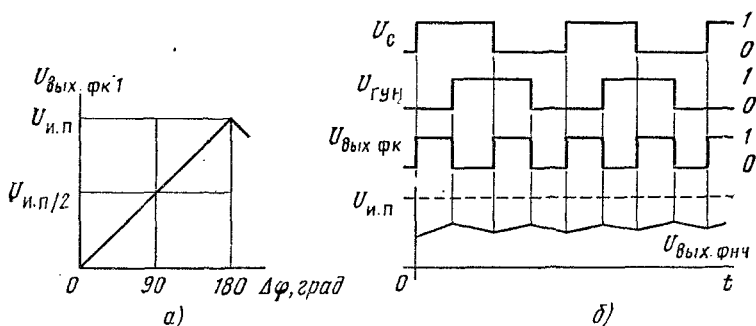 U вых. фк 1
U и.п
U и.п/2
0 90 180 Δφ, град
а)
U с 1 0
U ГУН 1 0
U вых фк 1 0
U и.п
U вых. фнч
0 t
б)